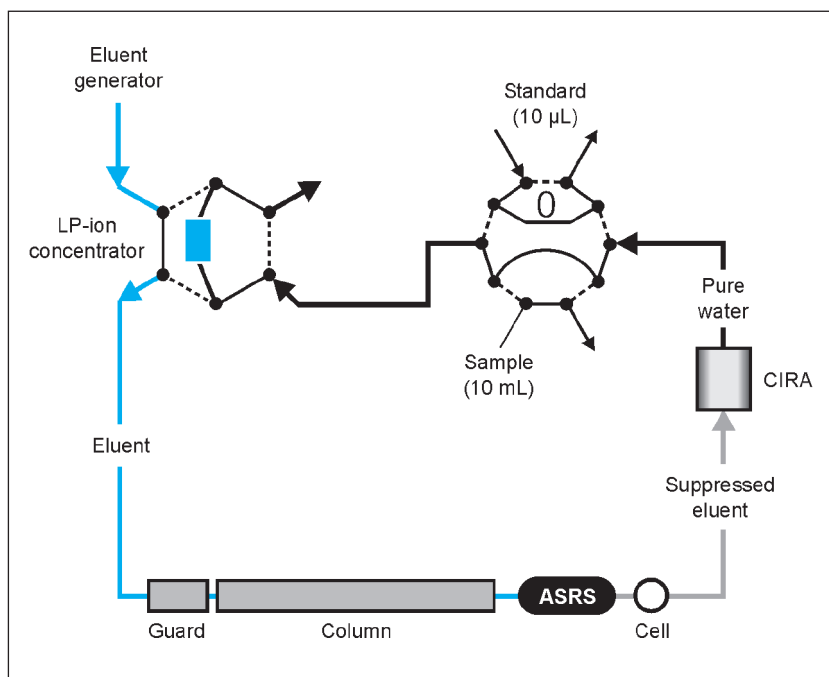 Eluent
generator
Standard
(10 µL)
LP-ion
concentrator
0
Pure
water
Sample
(10 mL)
CIRA
Eluent
Suppressed
eluent
ASRS
Guard
Column
Cell